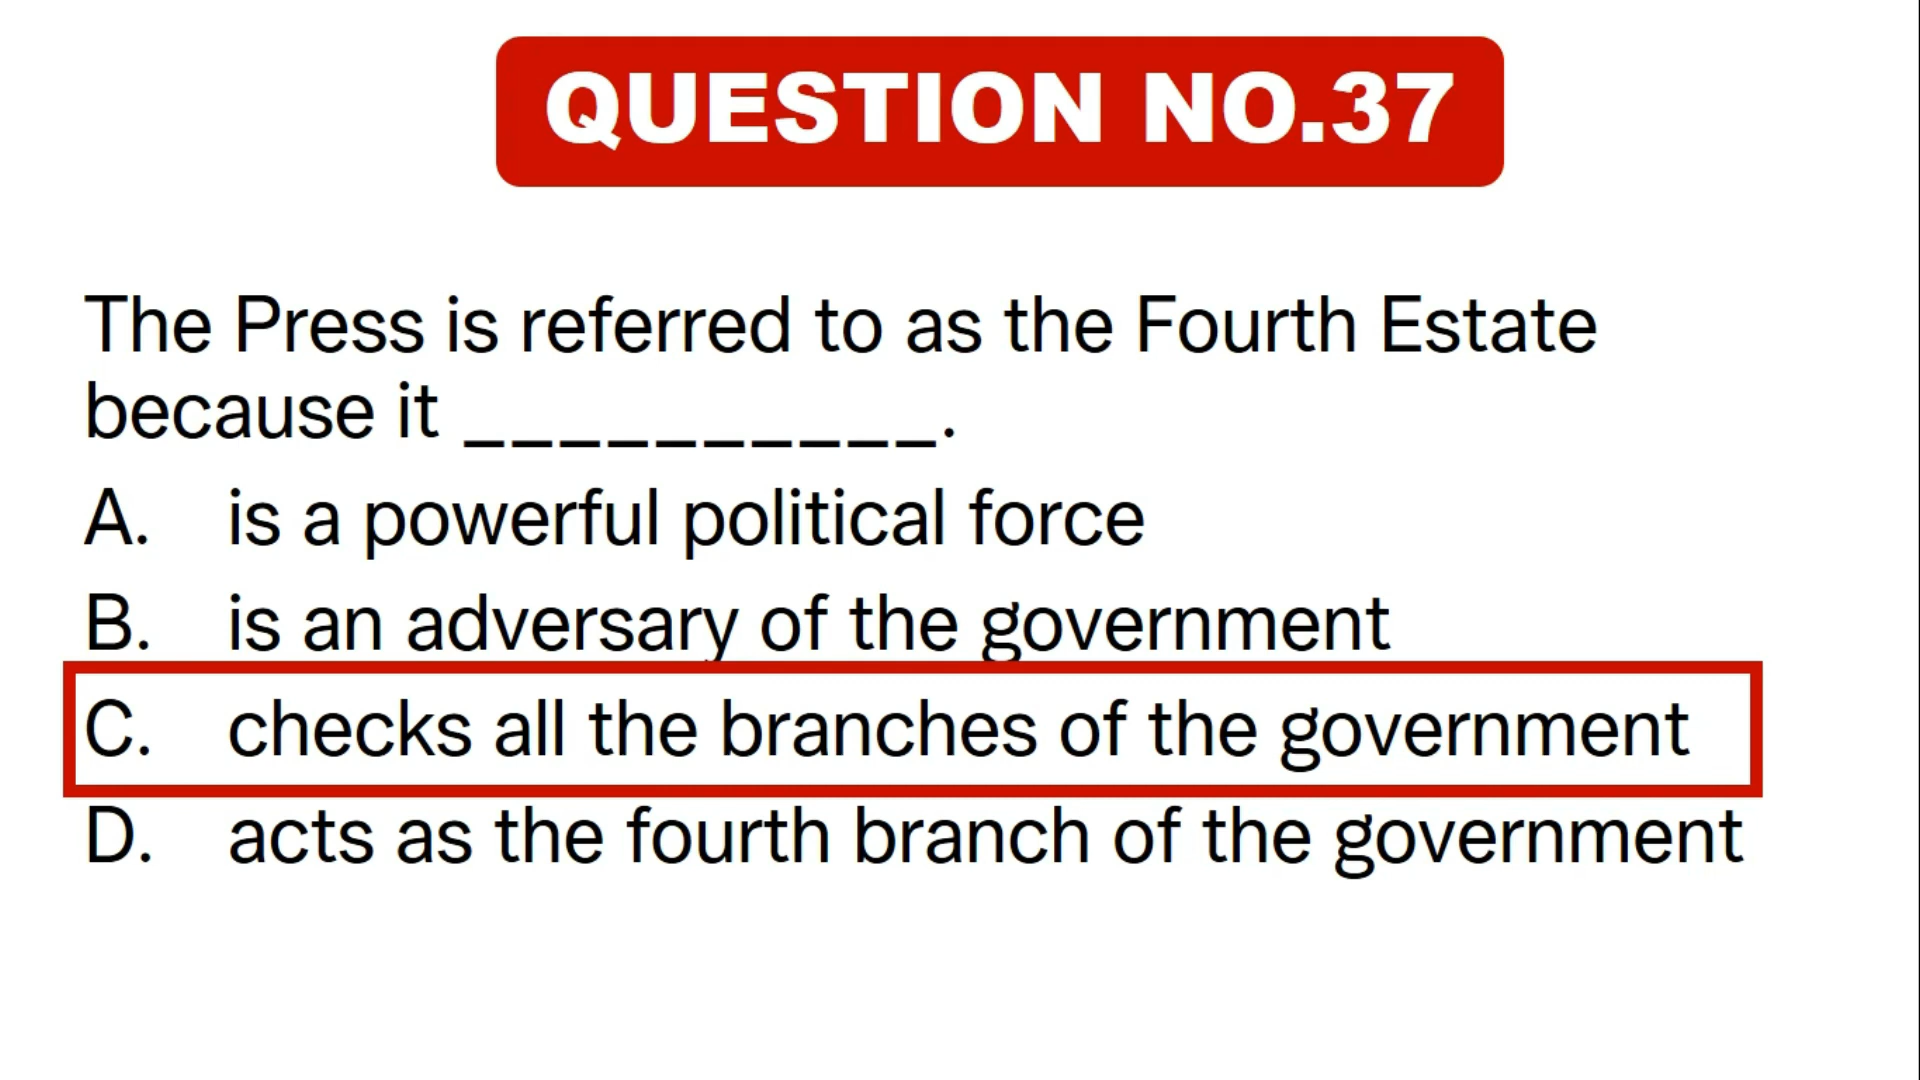 QUESTION NO.37
The Press is referred to as the Fourth Estate
because it __________.
A. is a powerful political force
B. is an adversary of the government
C. checks all the branches of the government
D. acts as the fourth branch of the government